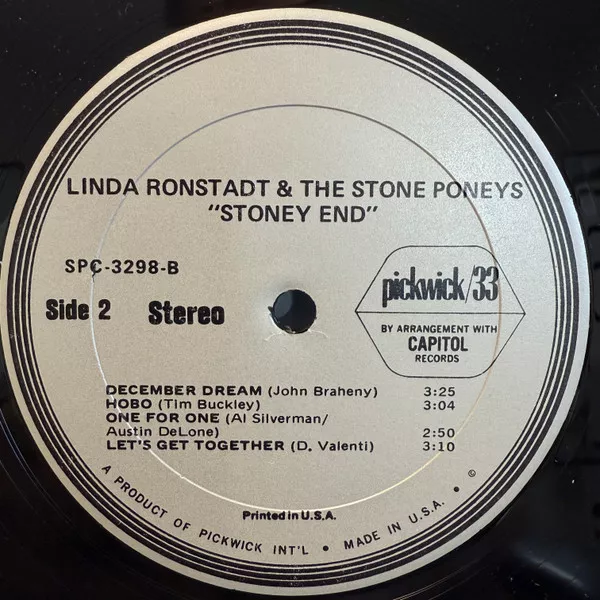 LINDA RONSTADT & THE STONE PONEYS
"STONEY END"
SPC-3298-B
Side 2 Stereo
pickwick/33
BY ARRANGEMENT WITH
CAPITOL
RECORDS
DECEMBER DREAM (John Braheny) 3:25
HOBO (Tim Buckley) 3:04
ONE FOR ONE (Al Silverman/
Austin DeLone) 2:50
LET'S GET TOGETHER (D. Valenti) 3:10
Printed in U.S.A.
A PRODUCT OF PICKWICK INT'L • MADE IN U.S.A. • ©